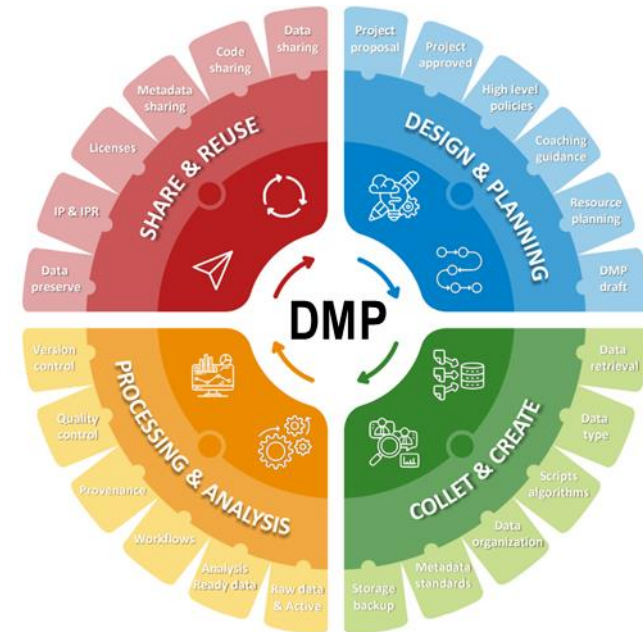 Data
sharing
Code
sharing
Metadata
sharing
Licenses
IP & IPR
Data
preserve
SHARE & REUSE
Project
proposal
Project
approved
High level
policies
Coaching
guidance
Resource
planning
DMP
draft
DESIGN & PLANNING
DMP
Version
control
Quality
control
Provenance
Workflows
Analysis
Ready data
Raw data
& Active
PROCESSING & ANALYSIS
Data
retrieval
Data
type
Scripts
algorithms
Data
organization
Metadata
standards
Storage
backup
COLLET & CREATE